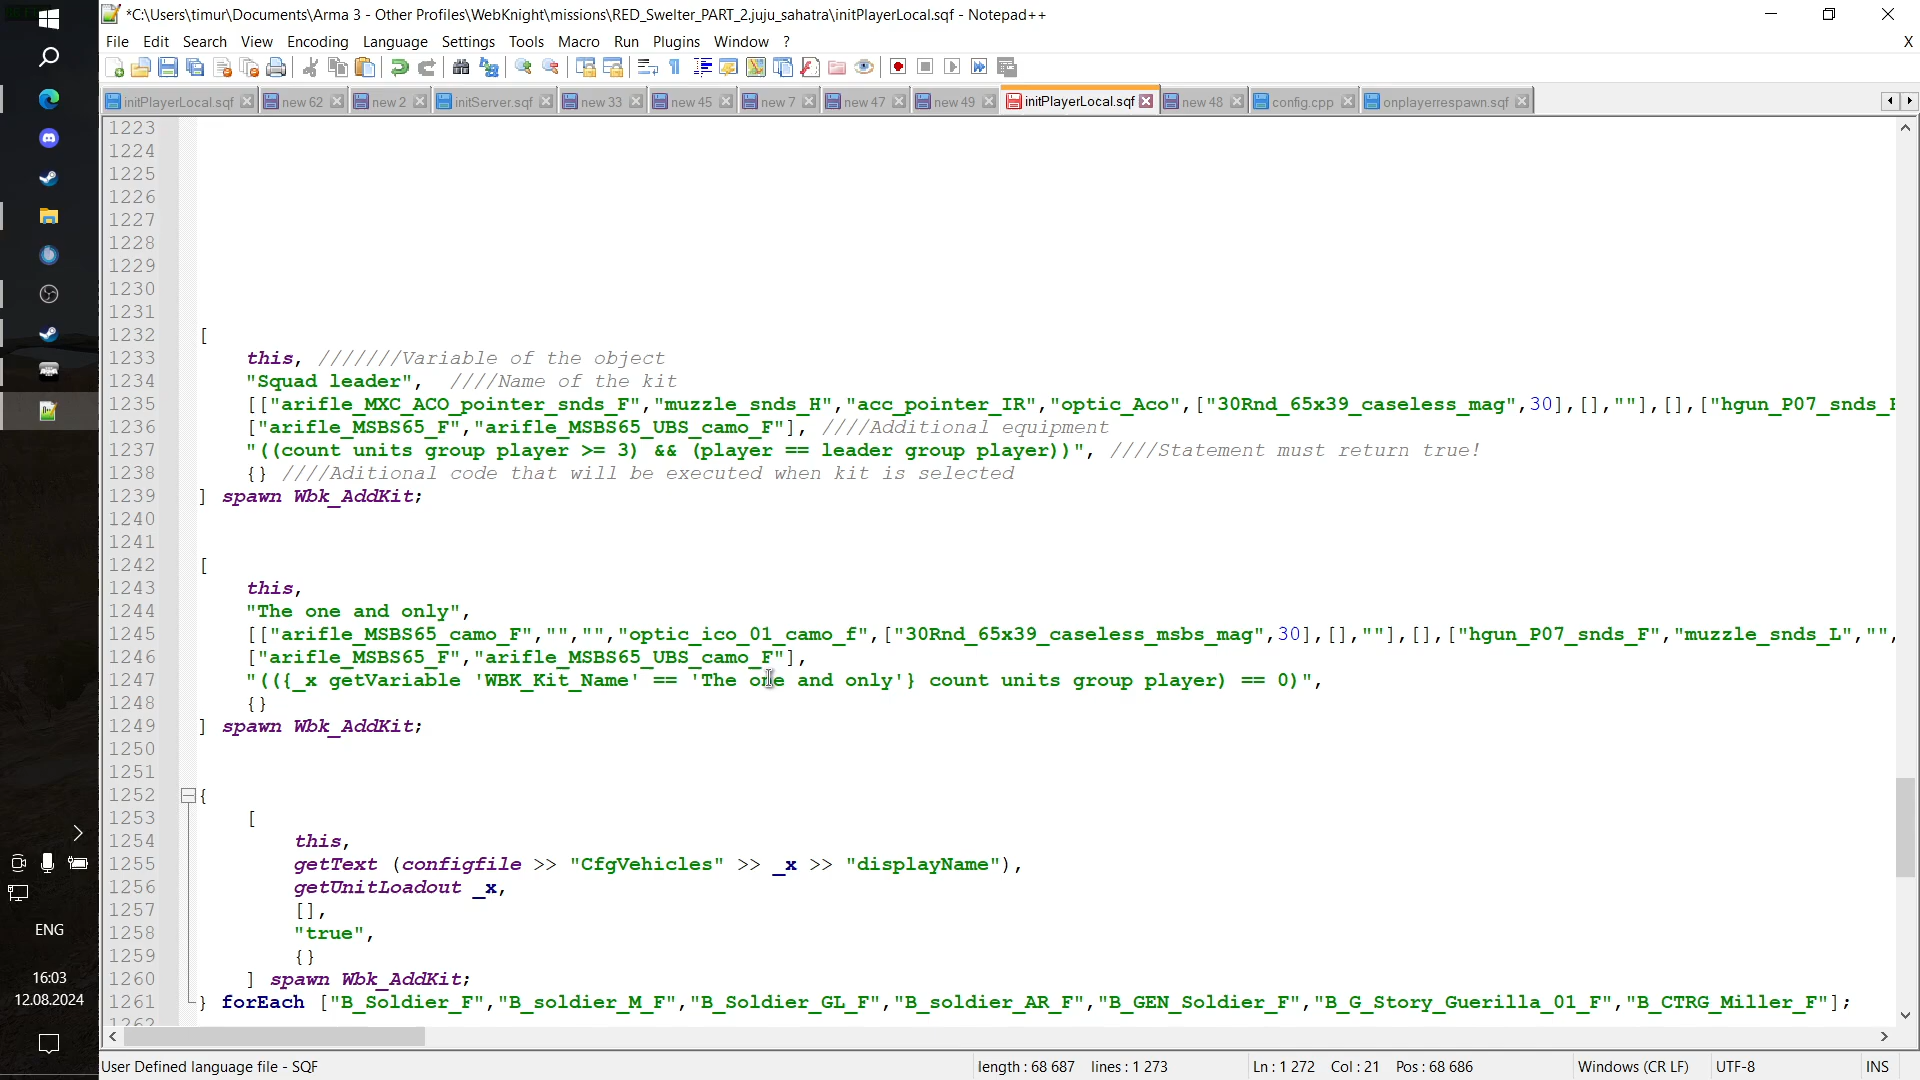 *C:\Users\timur\Documents\Arma 3 - Other Profiles\WebKnight\missions\RED_Swelter_PART_2.juju_sahatra\initPlayerLocal.sqf - Notepad++
File Edit Search View Encoding Language Settings Tools Macro Run Plugins Window ? X
initPlayerLocal.sqf new 62 new 2 initServer.sqf new 33 new 45 new 7 new 47 new 49 initPlayerLocal.sqf new 48 config.cpp onplayerrespawn.sqf
1223
1224
1225
1226
1227
1228
1229
1230
1231
1232 [
1233 this, ///////Variable of the object
1234 "Squad leader", ////Name of the kit
1235 [["arifle_MXC_ACO_pointer_snds_F","muzzle_snds_H","acc_pointer_IR","optic_Aco",["30Rnd_65x39_caseless_mag",30],[],""],[],["hgun_P07_snds_F
1236 ["arifle_MSBS65_F","arifle_MSBS65_UBS_camo_F"], ////Additional equipment
1237 "((count units group player >= 3) && (player == leader group player))", ////Statement must return true!
1238 {} ////Aditional code that will be executed when kit is selected
1239 ] spawn Wbk_AddKit;
1240
1241
1242 [
1243 this,
1244 "The one and only",
1245 [["arifle_MSBS65_camo_F","","","optic_ico_01_camo_f",["30Rnd_65x39_caseless_msbs_mag",30],[],""],[],["hgun_P07_snds_F","muzzle_snds_L","",
1246 ["arifle_MSBS65_F","arifle_MSBS65_UBS_camo_F"],
1247 "(({_x getVariable 'WBK_Kit_Name' == 'The one and only'} count units group player) == 0)",
1248 {}
1249 ] spawn Wbk_AddKit;
1250
1251
1252 {
1253 [
1254 this,
1255 getText (configfile >> "CfgVehicles" >> _x >> "displayName"),
1256 getUnitLoadout _x,
1257 [],
1258 "true",
1259 {}
1260 ] spawn Wbk_AddKit;
1261 } forEach ["B_Soldier_F","B_soldier_M_F","B_Soldier_GL_F","B_soldier_AR_F","B_GEN_Soldier_F","B_G_Story_Guerilla_01_F","B_CTRG_Miller_F"];
1262
ENG
16:03
12.08.2024
User Defined language file - SQF length : 68 687 lines : 1 273 Ln : 1 272 Col : 21 Pos : 68 686 Windows (CR LF) UTF-8 INS